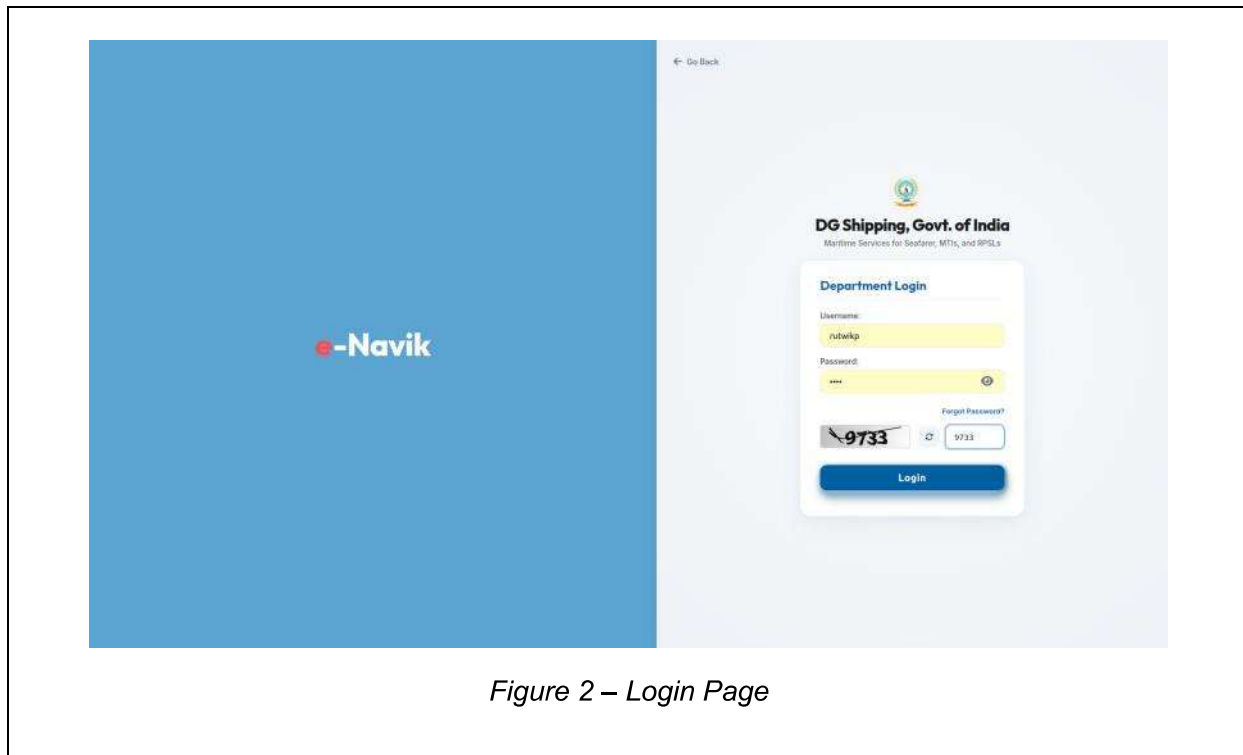 ← Go Back
DG Shipping, Govt. of India
Maritime Services for Seafarer, MTIs, and RPSLs
Department Login
Username:
rutwikp
Password:
••••
Forgot Password?
9733
9733
Login
e-Navik
Figure 2 – Login Page